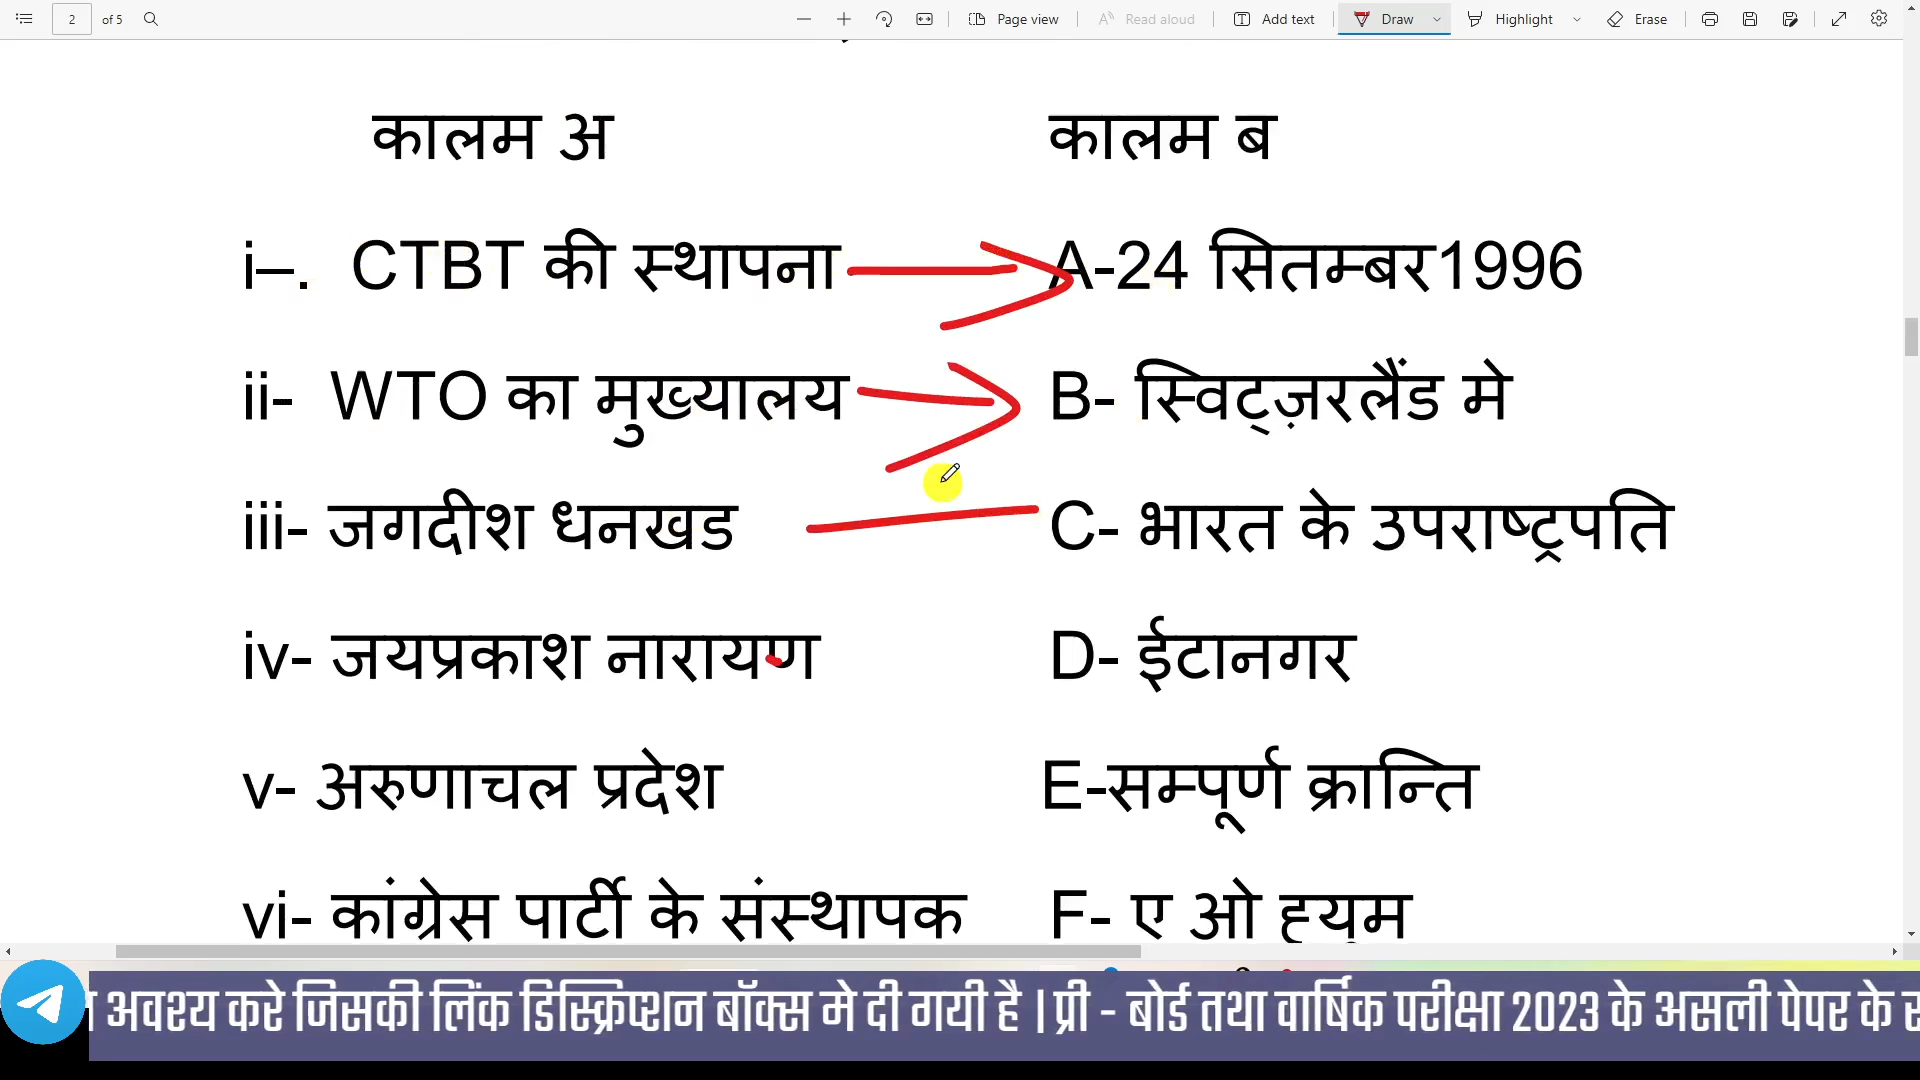 2 of 5 Page view Read aloud Add text Draw Highlight Erase
कालम अ कालम ब
i–. CTBT की स्थापना A-24 सितम्बर1996
ii- WTO का मुख्यालय B- स्विट्ज़रलैंड मे
iii- जगदीश धनखड C- भारत के उपराष्ट्रपति
iv- जयप्रकाश नारायण D- ईटानगर
v- अरुणाचल प्रदेश E-सम्पूर्ण क्रान्ति
vi- कांग्रेस पार्टी के संस्थापक F- ए ओ ह्यूम
अवश्य करे जिसकी लिंक डिस्क्रिप्शन बॉक्स मे दी गयी है । प्री - बोर्ड तथा वार्षिक परीक्षा 2023 के असली पेपर के